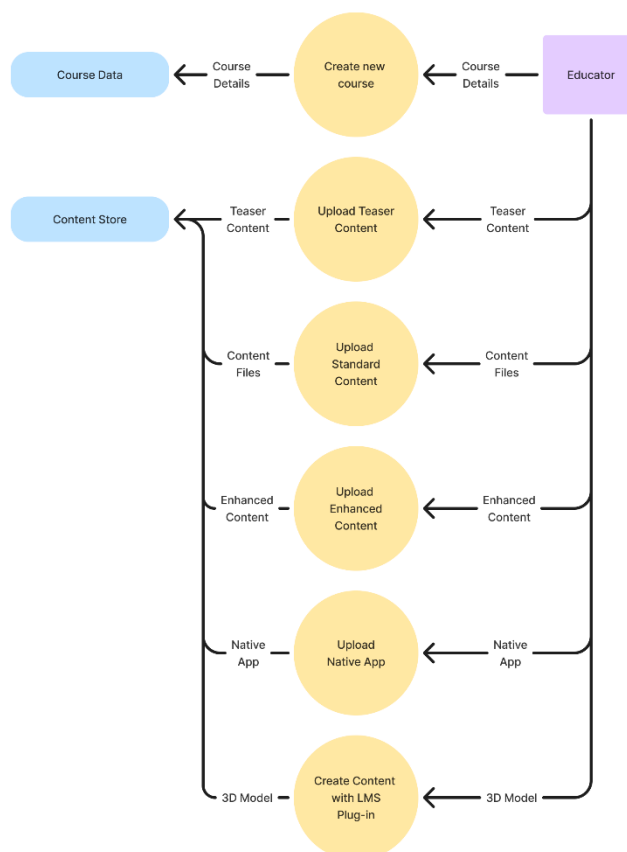 Course Data
Course
Details
Create new
course
Course
Details
Educator
Content Store
Teaser
Content
Upload Teaser
Content
Teaser
Content
Content
Files
Upload
Standard
Content
Content
Files
Enhanced
Content
Upload
Enhanced
Content
Enhanced
Content
Native
App
Upload
Native App
Native
App
3D Model
Create Content
with LMS
Plug-in
3D Model